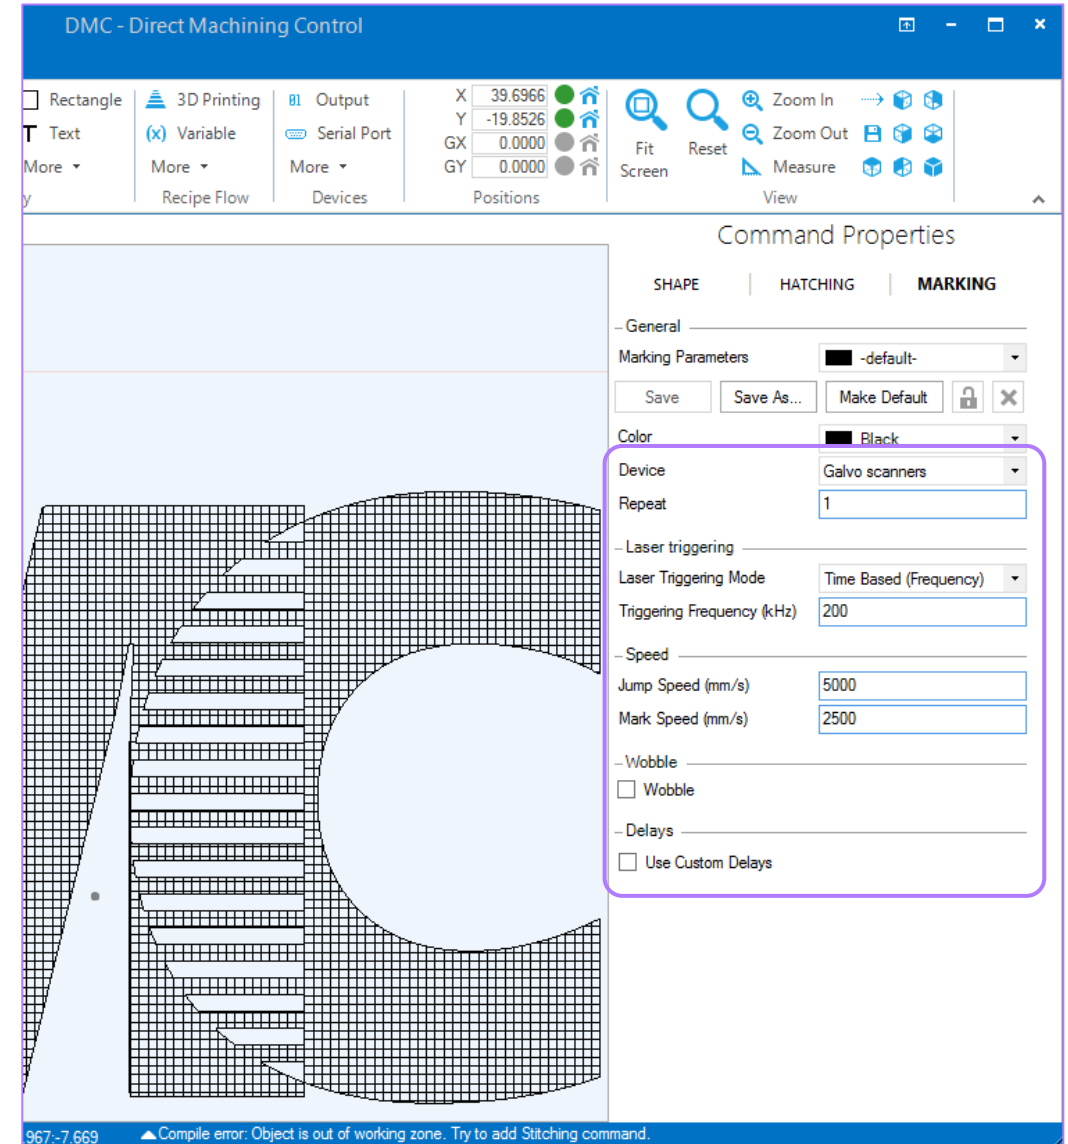 DMC - Direct Machining Control
Rectangle 3D Printing 01 Output X 39.6966 Zoom In
Text (x) Variable Serial Port Y -19.8526 Fit Screen Reset Zoom Out
More More More GX 0.0000 Measure
GY 0.0000
y Recipe Flow Devices Positions View
Command Properties
SHAPE HATCHING MARKING
General
Marking Parameters -default-
Save Save As... Make Default
Color Black
Device Galvo scanners
Repeat 1
Laser triggering
Laser Triggering Mode Time Based (Frequency)
Triggering Frequency (kHz) 200
Speed
Jump Speed (mm/s) 5000
Mark Speed (mm/s) 2500
Wobble
Wobble
Delays
Use Custom Delays
967:-7.669 Compile error: Object is out of working zone. Try to add Stitching command.